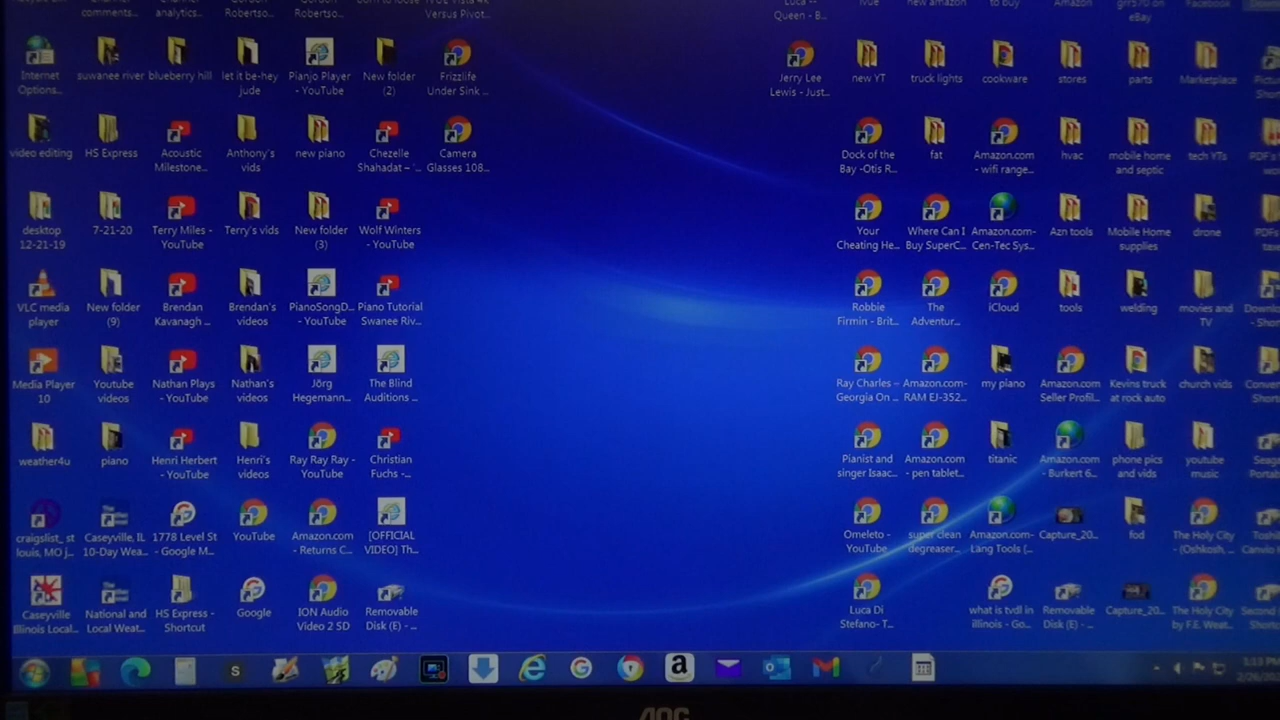 comments...
analytics...
Robertso...
Robertso...
Versus Pivot...
Queen - B...
new amazon
to buy
Amazon
eBay
Facebook
Internet
Options...
suwanee river
blueberry hill
let it be-hey
jude
Pianjo Player
- YouTube
New folder
(2)
Frizzlife
Under Sink ...
Jerry Lee
Lewis - Just...
new YT
truck lights
cookware
stores
parts
Marketplace
video editing
HS Express
Acoustic
Milestone...
Anthony's
vids
new piano
Chezelle
Shahadat – '...
Camera
Glasses 108...
Dock of the
Bay -Otis R...
fat
Amazon.com
- wifi range...
hvac
mobile home
and septic
tech YTs
desktop
12-21-19
7-21-20
Terry Miles -
YouTube
Terry's vids
New folder
(3)
Wolf Winters
- YouTube
Your
Cheating He...
Where Can I
Buy SuperC...
Amazon.com-
Cen-Tec Sys...
Azn tools
Mobile Home
supplies
drone
VLC media
player
New folder
(9)
Brendan
Kavanagh ...
Brendan's
videos
PianoSongD...
- YouTube
Piano Tutorial
Swanee Riv...
Robbie
Firmin - Brit...
The
Adventur...
iCloud
tools
welding
movies and
TV
Media Player
10
Youtube
videos
Nathan Plays
- YouTube
Nathan's
videos
Jörg
Hegemann...
The Blind
Auditions ...
Ray Charles –
Georgia On ...
Amazon.com-
RAM EJ-352...
my piano
Amazon.com
Seller Profil...
Kevins truck
at rock auto
church vids
weather4u
piano
Henri Herbert
- YouTube
Henri's
videos
Ray Ray Ray -
YouTube
Christian
Fuchs -...
Pianist and
singer Isaac...
Amazon.com
- pen tablet...
titanic
Amazon.com
- Burkert 6...
phone pics
and vids
youtube
music
craigslist_ st
louis, MO j...
Caseyville, IL
10-Day Wea...
1778 Level St
- Google M...
YouTube
Amazon.com
- Returns C...
[OFFICIAL
VIDEO] Th...
Omeleto -
YouTube
super clean
degreaser...
Amazon.com-
Lang Tools (...
Capture_20...
fod
The Holy City
- (Oshkosh, ...
Caseyville
Illinois Local...
National and
Local Weat...
HS Express -
Shortcut
Google
ION Audio
Video 2 SD
Removable
Disk (E) - ...
Luca Di
Stefano- T...
what is tvdl in
illinois - Go...
Removable
Disk (E) - ...
Capture_20...
The Holy City
by F.E. Weat...
AOC